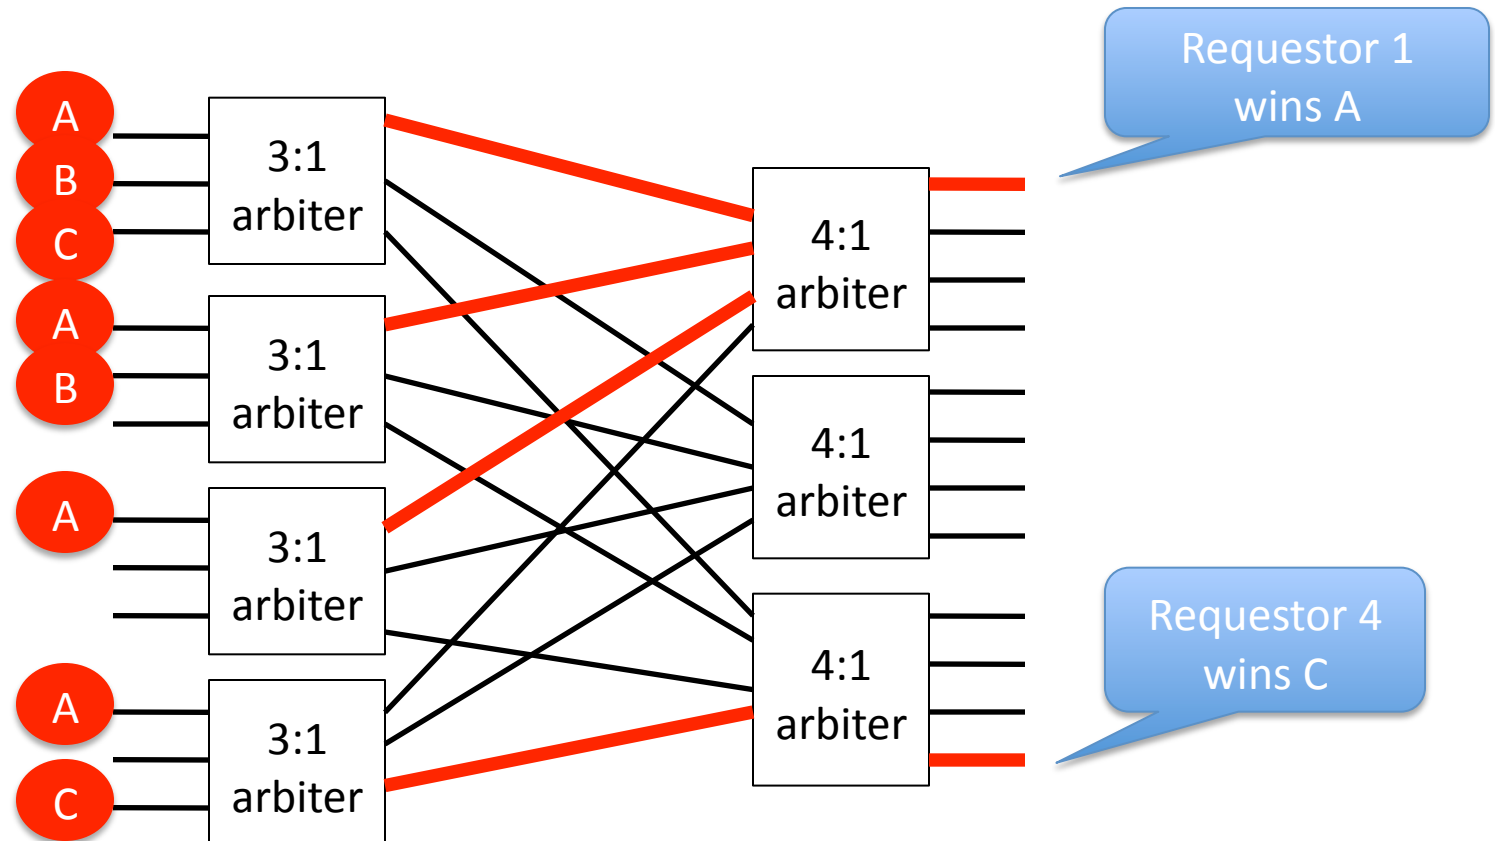 A
B
C
A
B
A
A
C
3:1
arbiter
3:1
arbiter
3:1
arbiter
3:1
arbiter
4:1
arbiter
4:1
arbiter
4:1
arbiter
Requestor 1
wins A
Requestor 4
wins C